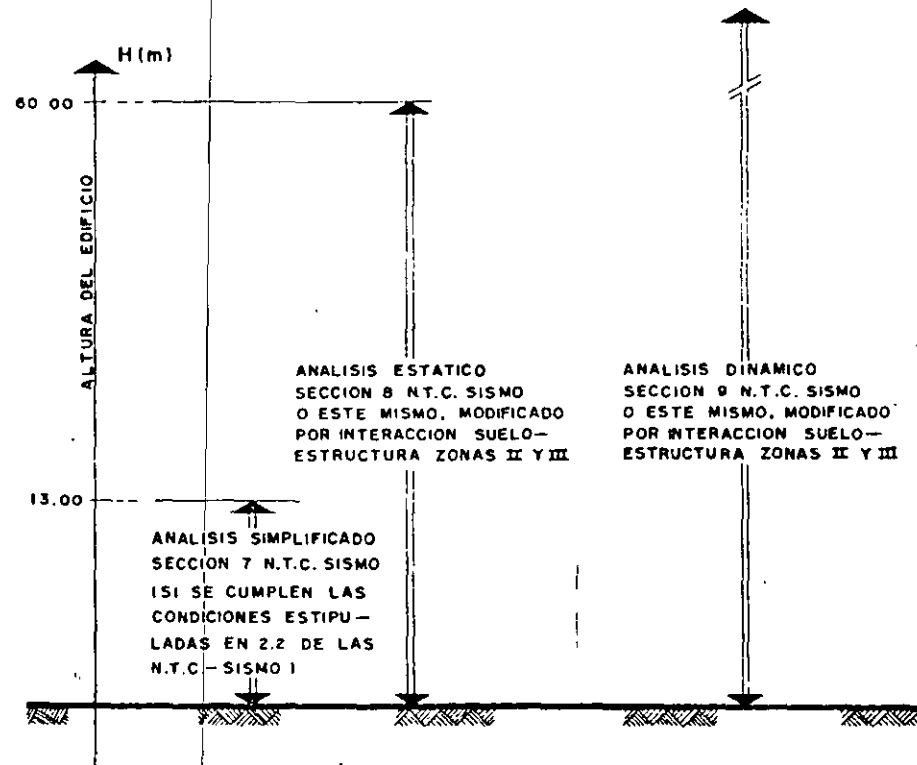 H(m)
60 00
ALTURA DEL EDIFICIO
13.00
ANALISIS SIMPLIFICADO
SECCION 7 N.T.C. SISMO
(SI SE CUMPLEN LAS
CONDICIONES ESTIPU-
LADAS EN 2.2 DE LAS
N.T.C.-SISMO)
ANALISIS ESTATICO
SECCION 8 N.T.C. SISMO
O ESTE MISMO, MODIFICADO
POR INTERACCION SUELO-
ESTRUCTURA ZONAS II Y III
ANALISIS DINAMICO
SECCION 9 N.T.C. SISMO
O ESTE MISMO, MODIFICADO
POR INTERACCION SUELO-
ESTRUCTURA ZONAS II Y III